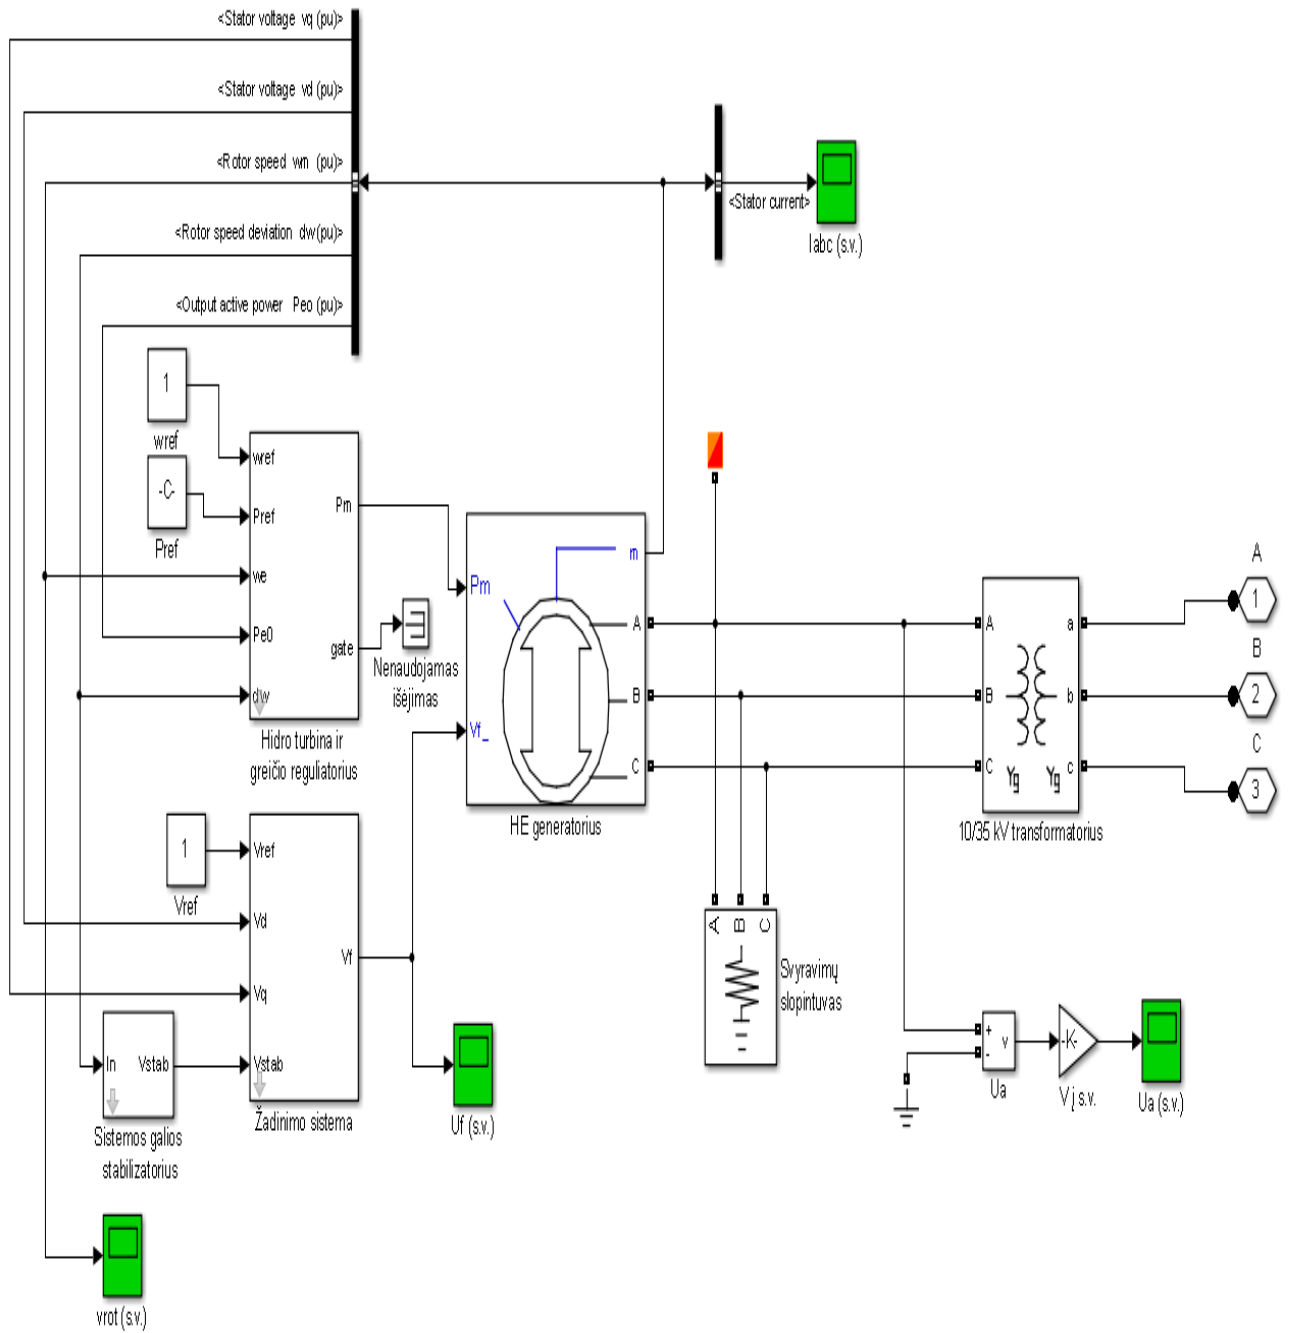 <Stator voltage vq (pu)>
<Stator voltage vd (pu)>
<Rotor speed wm (pu)>
<Rotor speed deviation dw (pu)>
<Output active power Peo (pu)>
<Stator current>
Iabc (s.v.)
1
wref
-C-
Pref
wref
Pref
we
Pe0
dw
Pm
gate
Hidro turbina ir
greičio reguliatorius
Nenaudojamas
išėjimas
Pm
Vf_
m
A
B
C
HE generatorius
A
B
C
a
b
c
Yg
Yg
10/35 kV transformatorius
A
1
B
2
C
3
1
Vref
Vref
Vd
Vq
Vstab
Vf
Žadinimo sistema
In
Vstab
Sistemos galios
stabilizatorius
Uf (s.v.)
A
B
C
Svyravimų
slopintuvas
+
-
v
Ua
-K-
V į s.v.
Ua (s.v.)
vrot (s.v.)